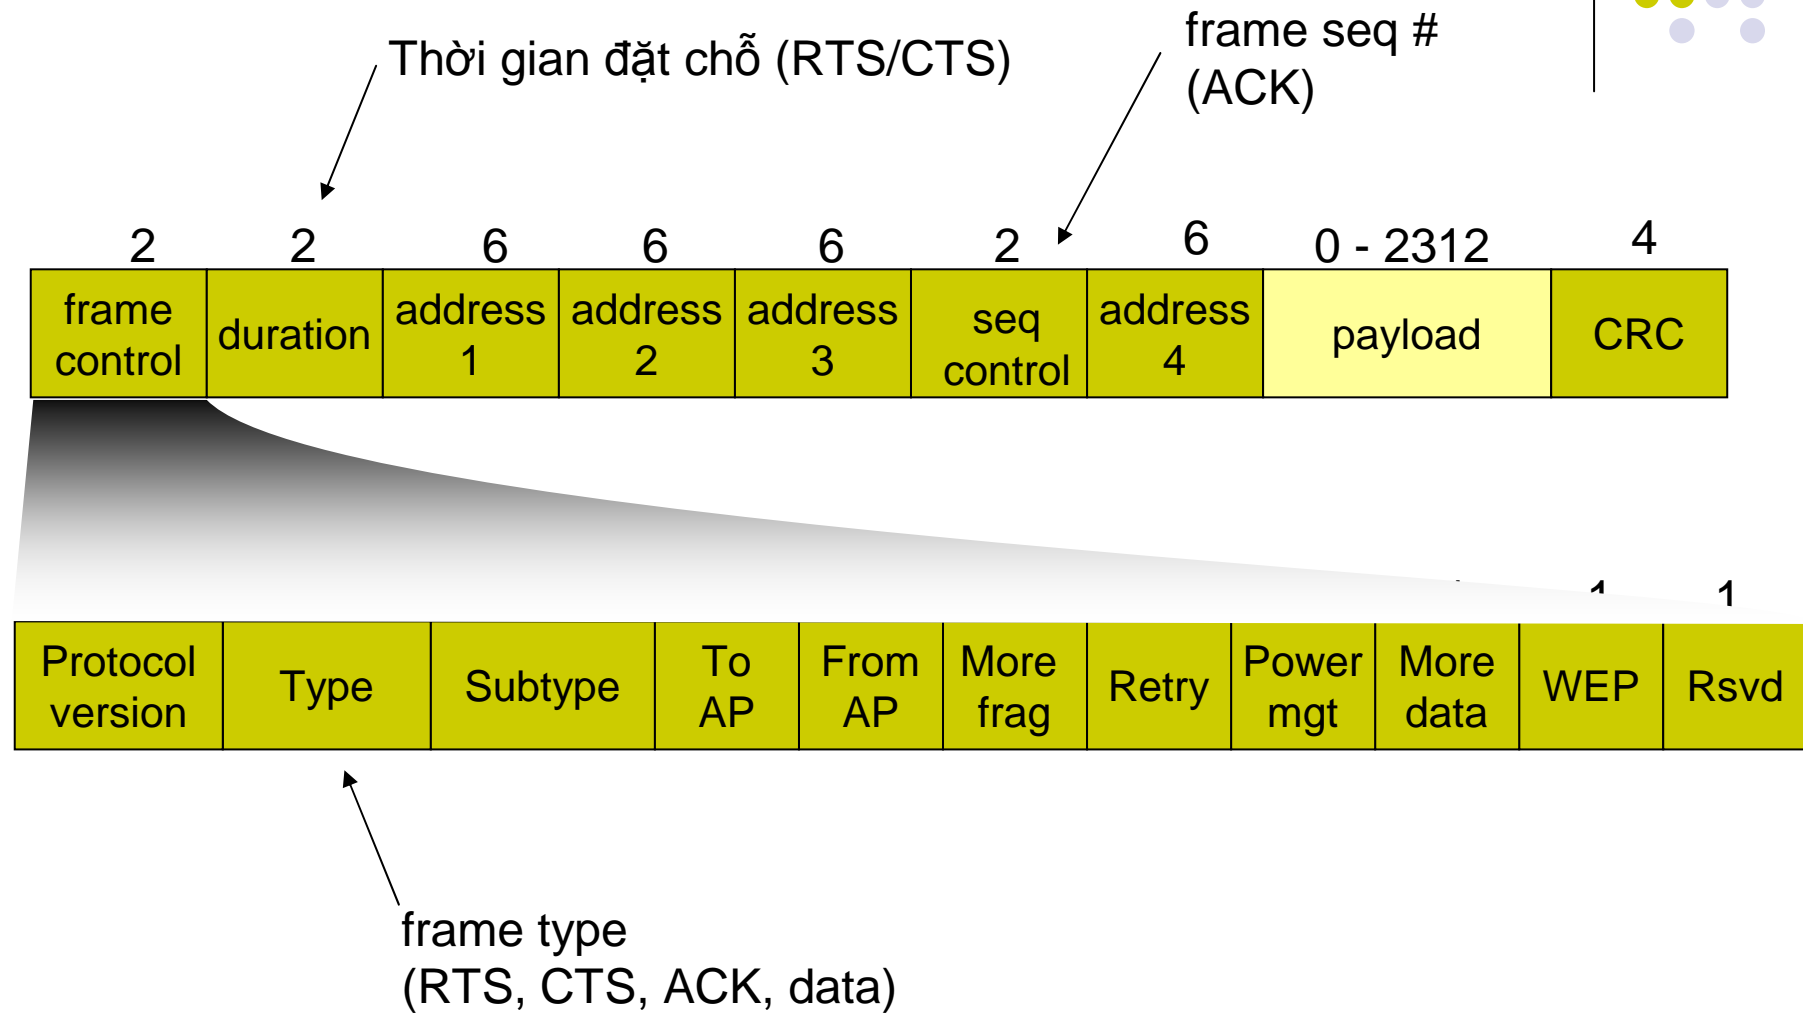 Thời gian đặt chỗ (RTS/CTS)
frame seq #
(ACK)
2 2 6 6 6 2 6 0 - 2312 4
frame control duration address 1 address 2 address 3 seq control address 4 payload CRC
1 1
Protocol version Type Subtype To AP From AP More frag Retry Power mgt More data WEP Rsvd
frame type
(RTS, CTS, ACK, data)